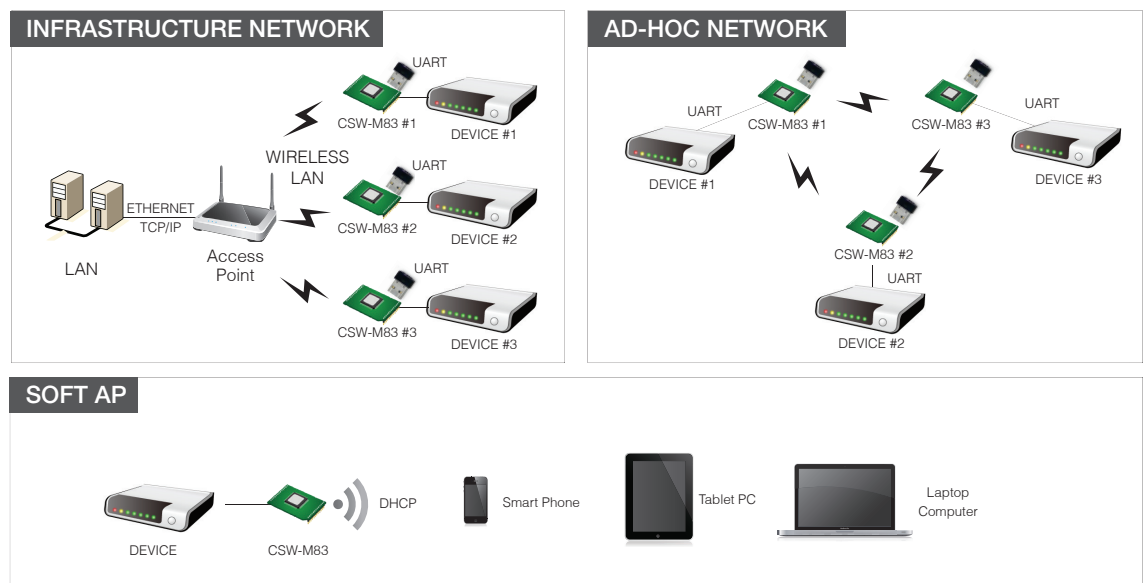 INFRASTRUCTURE NETWORK
UART
CSW-M83 #1
DEVICE #1
WIRELESS
LAN
UART
CSW-M83 #2
DEVICE #2
ETHERNET
TCP/IP
LAN
Access
Point
UART
CSW-M83 #3
DEVICE #3
AD-HOC NETWORK
UART
CSW-M83 #1
CSW-M83 #3
UART
DEVICE #1
DEVICE #3
CSW-M83 #2
UART
DEVICE #2
SOFT AP
DEVICE
CSW-M83
DHCP
Smart Phone
Tablet PC
Laptop
Computer